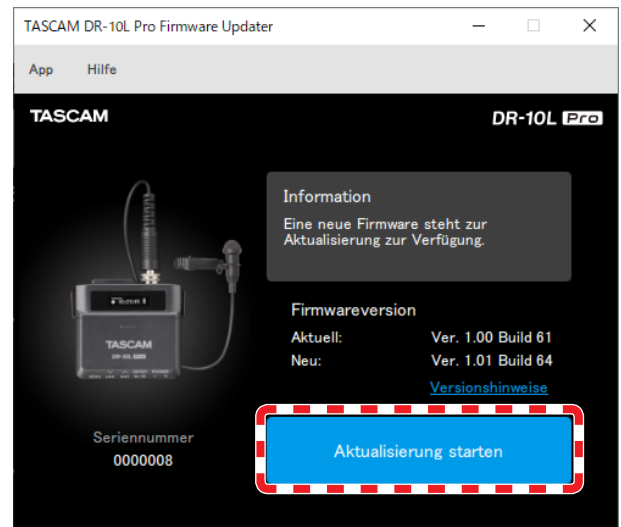 TASCAM DR-10L Pro Firmware Updater
App Hilfe
TASCAM
DR-10L Pro
Information
Eine neue Firmware steht zur
Aktualisierung zur Verfügung.
Firmwareversion
Aktuell: Ver. 1.00 Build 61
Neu: Ver. 1.01 Build 64
Versionshinweise
TASCAM
Seriennummer
0000008
Aktualisierung starten